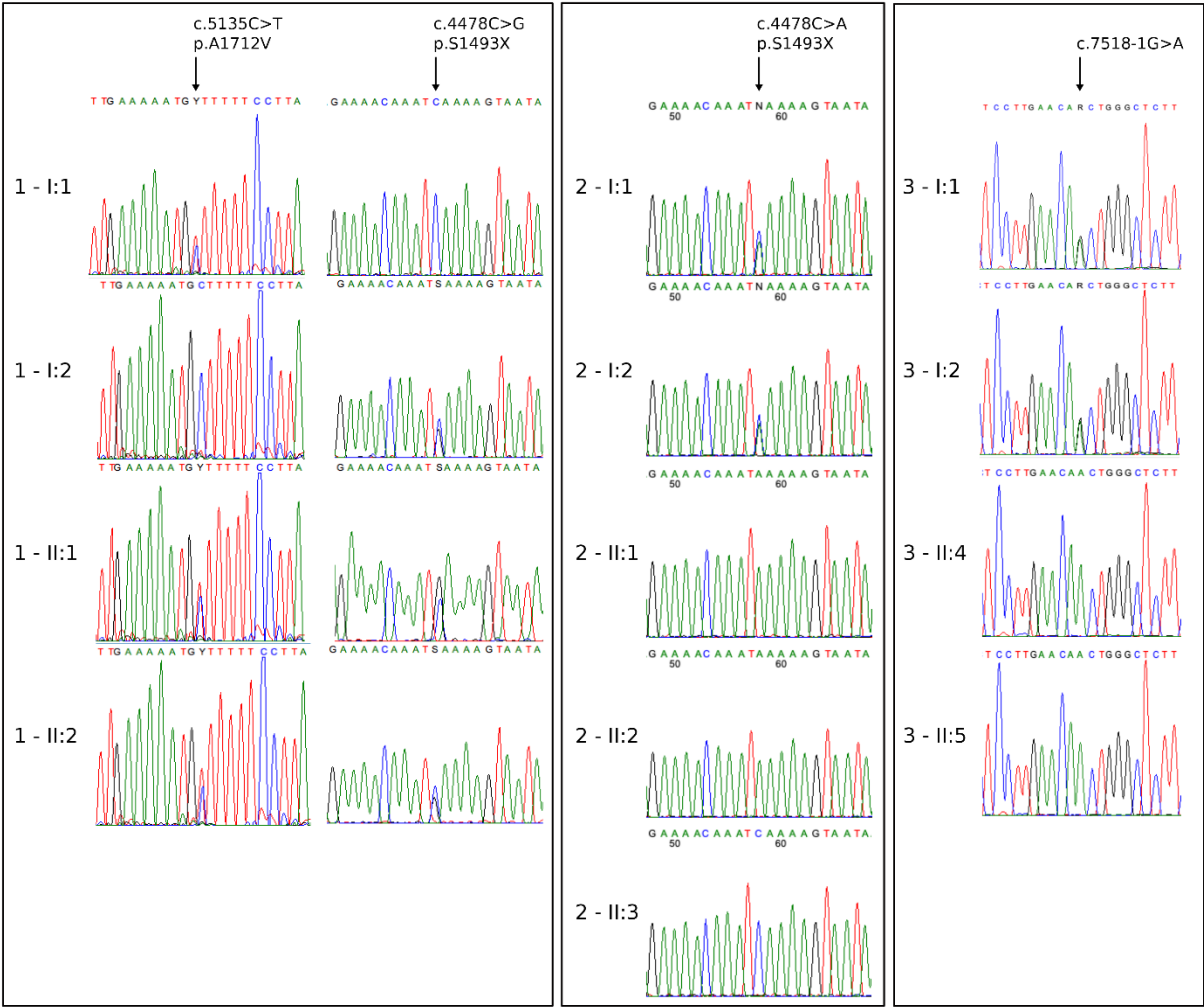 c.5135C>T
p.A1712V
c.4478C>G
p.S1493X
TTGAAAAATGYTTTTTCCTTA
GAAAACAAATCAAAAGTAATA
1 - I:1
TTGAAAAATGCTTTTTCCTTA
GAAAACAAATSAAAAGTAATA
1 - I:2
TTGAAAAATGYTTTTTCCTTA
GAAAACAAATSAAAAGTAATA
1 - II:1
TTGAAAAATGYTTTTTCCTTA
GAAAACAAATSAAAAGTAATA
1 - II:2
c.4478C>A
p.S1493X
GAAAACAAATNAAAAGTAATA
50 60
2 - I:1
GAAAACAAATNAAAAGTAATA
50 60
2 - I:2
GAAAACAAATAAAAAGTAATA
50 60
2 - II:1
GAAAACAAATAAAAAGTAATA
50 60
2 - II:2
GAAAACAAATCAAAAGTAATA
50 60
2 - II:3
c.7518-1G>A
TCCTTGAACARCTGGGCTCTT
3 - I:1
TCCTTGAACARCTGGGCTCTT
3 - I:2
TCCTTGAACAACTGGGCTCTT
3 - II:4
TCCTTGAACAACTGGGCTCTT
3 - II:5